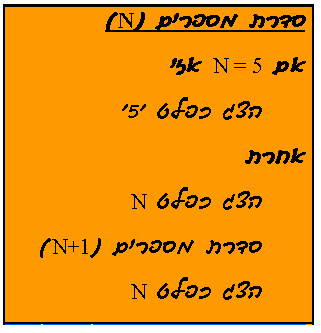 סדרת מספרים (N)
אם N = 5 אזי
הצג כפלט '5'
אחרת
הצג כפלט N
סדרת מספרים (N+1)
הצג כפלט N